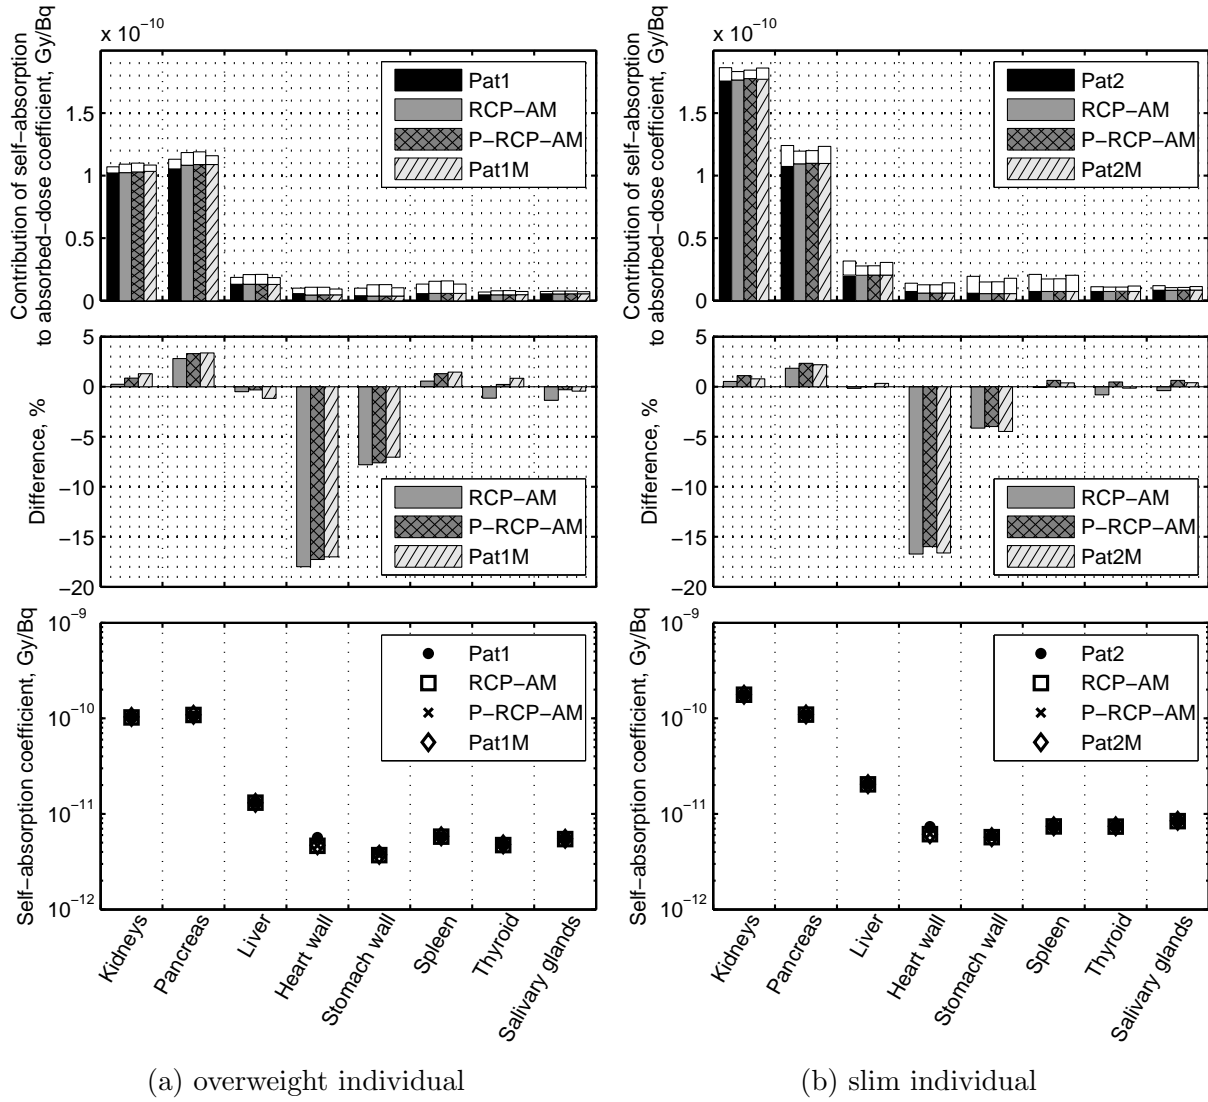 x 10−10
Contribution of self−absorption
to absorbed−dose coefficient, Gy/Bq
1.5
1
0.5
0
Pat1
RCP−AM
P−RCP−AM
Pat1M
Difference, %
5
0
−5
−10
−15
−20
RCP−AM
P−RCP−AM
Pat1M
Self−absorption coefficient, Gy/Bq
10−9
10−10
10−11
10−12
Pat1
RCP−AM
P−RCP−AM
Pat1M
Kidneys
Pancreas
Liver
Heart wall
Stomach wall
Spleen
Thyroid
Salivary glands
(a) overweight individual
x 10−10
Contribution of self−absorption
to absorbed−dose coefficient, Gy/Bq
1.5
1
0.5
0
Pat2
RCP−AM
P−RCP−AM
Pat2M
Difference, %
5
0
−5
−10
−15
−20
RCP−AM
P−RCP−AM
Pat2M
Self−absorption coefficient, Gy/Bq
10−9
10−10
10−11
10−12
Pat2
RCP−AM
P−RCP−AM
Pat2M
Kidneys
Pancreas
Liver
Heart wall
Stomach wall
Spleen
Thyroid
Salivary glands
(b) slim individual